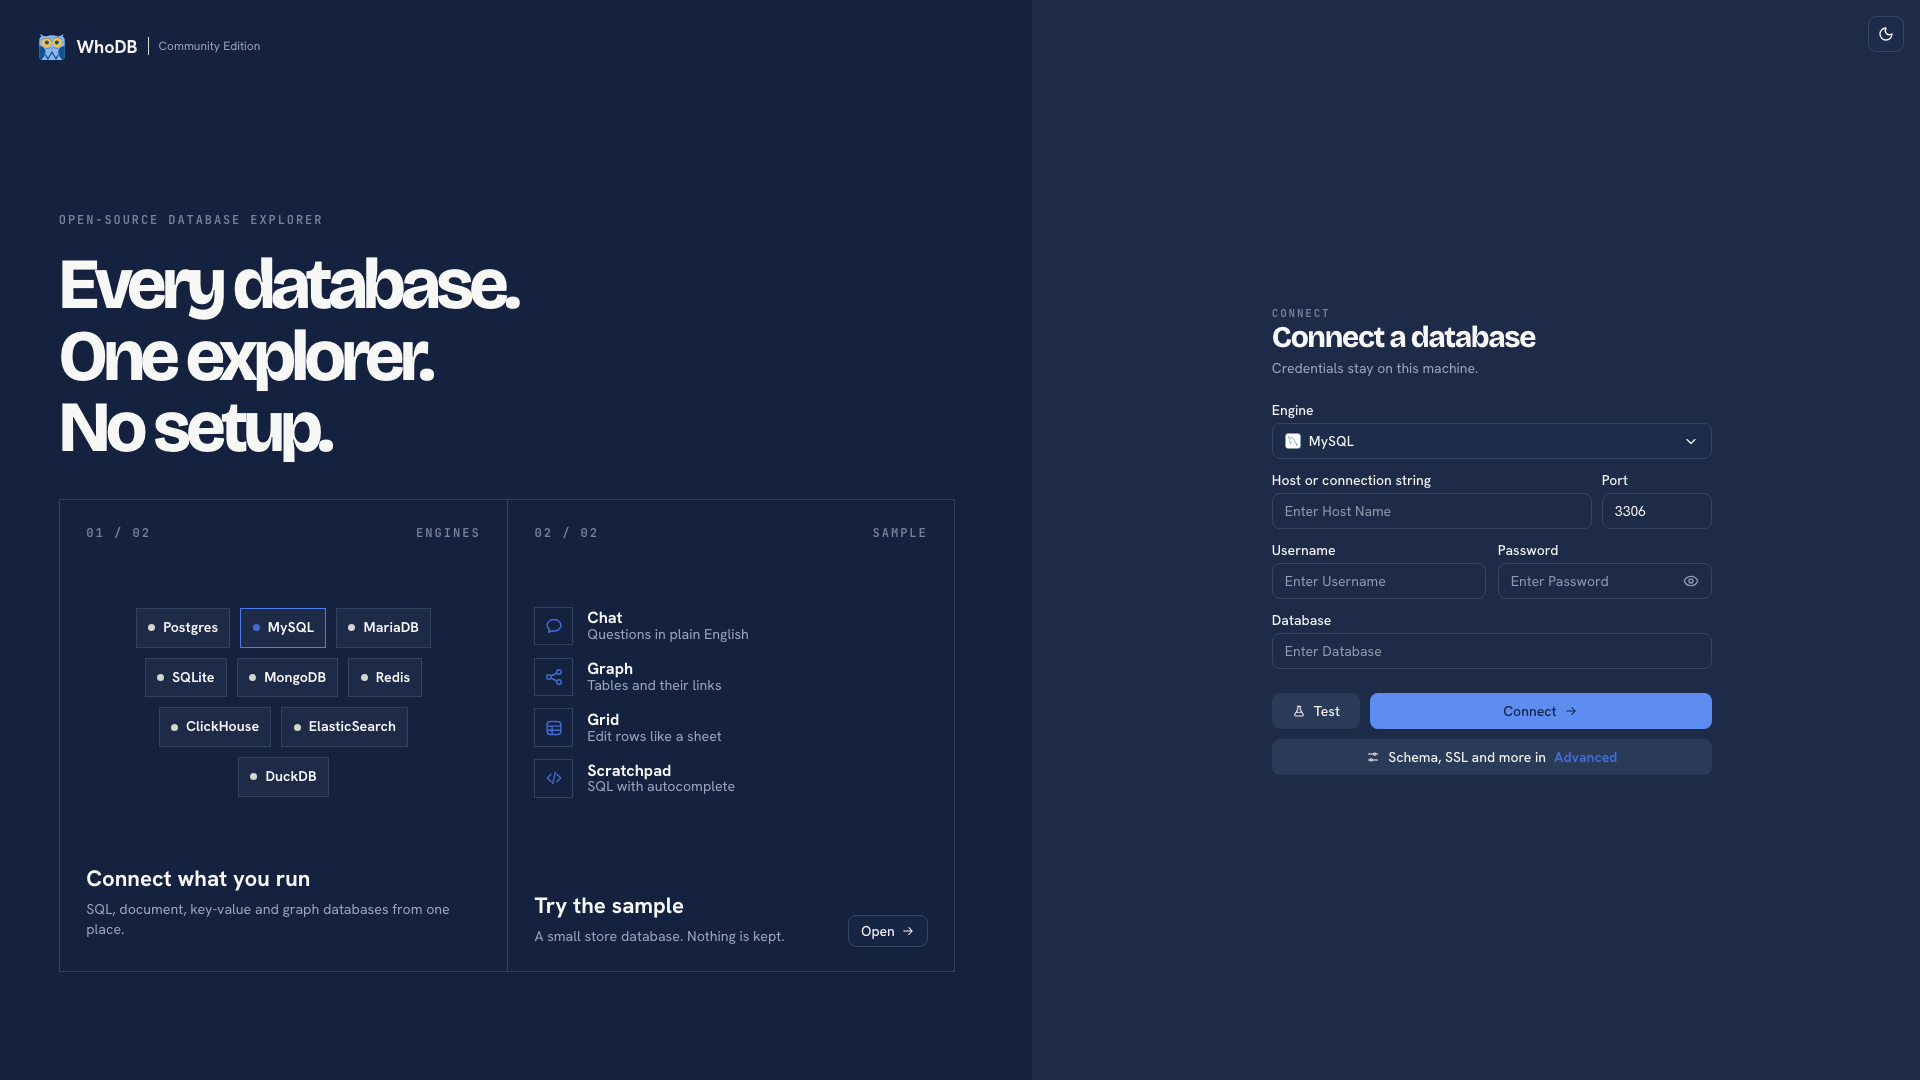 WhoDB
Community Edition
OPEN-SOURCE DATABASE EXPLORER
Every database.
One explorer.
No setup.
01 / 02
ENGINES
Postgres
MySQL
MariaDB
SQLite
MongoDB
Redis
ClickHouse
ElasticSearch
DuckDB
Connect what you run
SQL, document, key-value and graph databases from one
place.
02 / 02
SAMPLE
Chat
Questions in plain English
Graph
Tables and their links
Grid
Edit rows like a sheet
Scratchpad
SQL with autocomplete
Try the sample
A small store database. Nothing is kept.
Open
CONNECT
Connect a database
Credentials stay on this machine.
Engine
MySQL
Host or connection string
Port
Enter Host Name
3306
Username
Password
Enter Username
Enter Password
Database
Enter Database
Test
Connect
Schema, SSL and more in Advanced